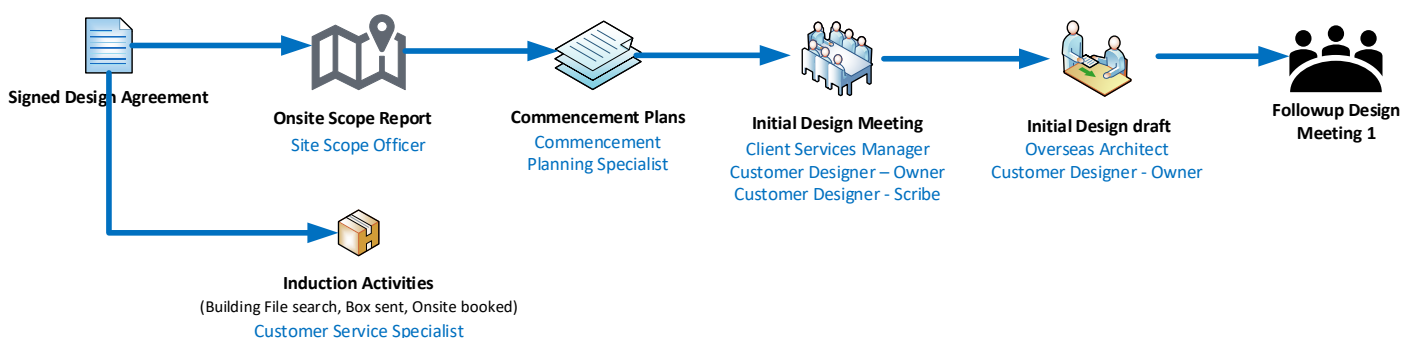 Signed Design Agreement
Onsite Scope Report
Site Scope Officer
Commencement Plans
Commencement
Planning Specialist
Initial Design Meeting
Client Services Manager
Customer Designer – Owner
Customer Designer - Scribe
Initial Design draft
Overseas Architect
Customer Designer - Owner
Followup Design
Meeting 1
Induction Activities
(Building File search, Box sent, Onsite booked)
Customer Service Specialist